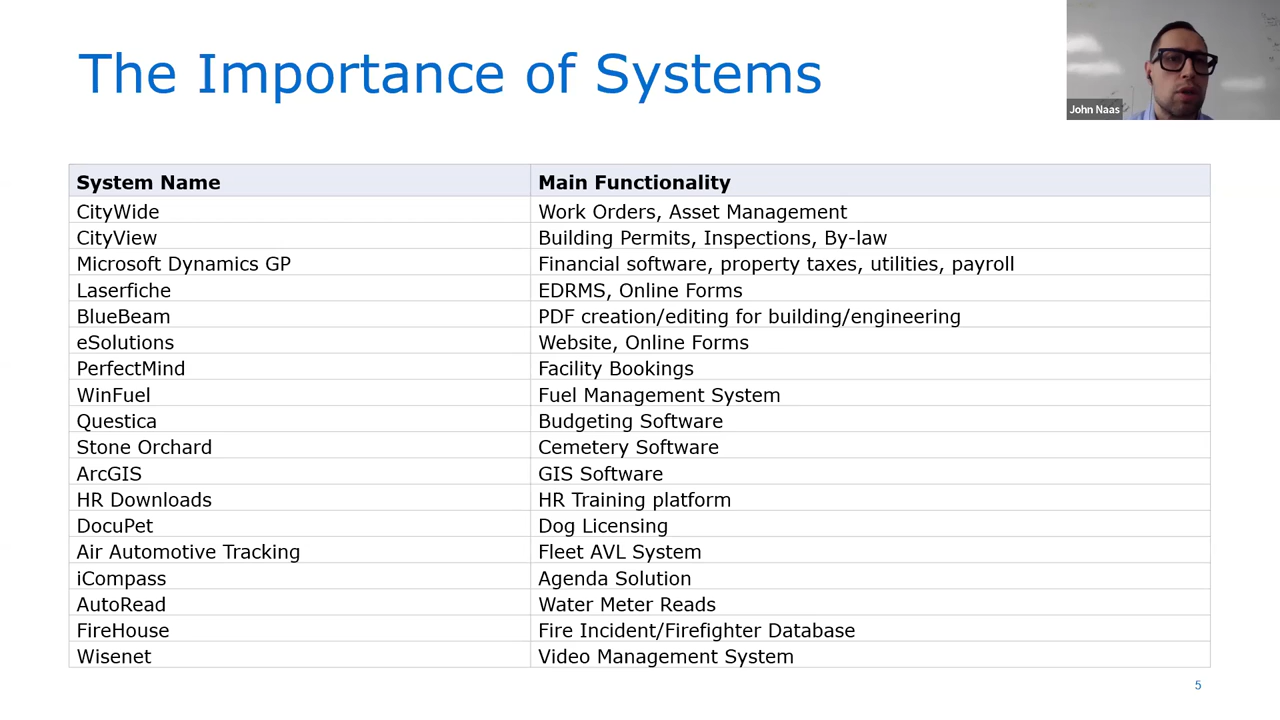 The Importance of Systems
John Naas
System Name Main Functionality
CityWide Work Orders, Asset Management
CityView Building Permits, Inspections, By-law
Microsoft Dynamics GP Financial software, property taxes, utilities, payroll
Laserfiche EDRMS, Online Forms
BlueBeam PDF creation/editing for building/engineering
eSolutions Website, Online Forms
PerfectMind Facility Bookings
WinFuel Fuel Management System
Questica Budgeting Software
Stone Orchard Cemetery Software
ArcGIS GIS Software
HR Downloads HR Training platform
DocuPet Dog Licensing
Air Automotive Tracking Fleet AVL System
iCompass Agenda Solution
AutoRead Water Meter Reads
FireHouse Fire Incident/Firefighter Database
Wisenet Video Management System
5